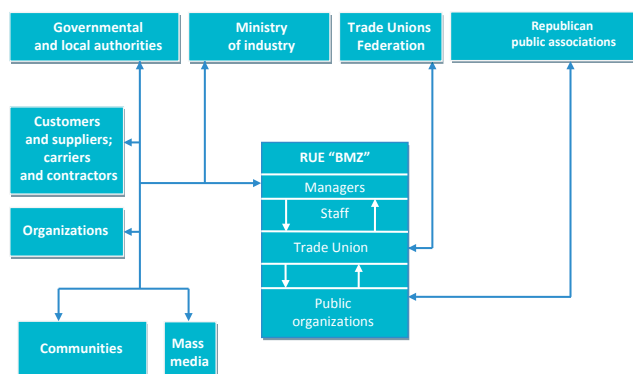 Governmental
and local authorities
Ministry
of industry
Trade Unions
Federation
Republican
public associations
Customers
and suppliers;
carriers
and contractors
Organizations
RUE “BMZ”
Managers
Staff
Trade Union
Public
organizations
Communities
Mass
media